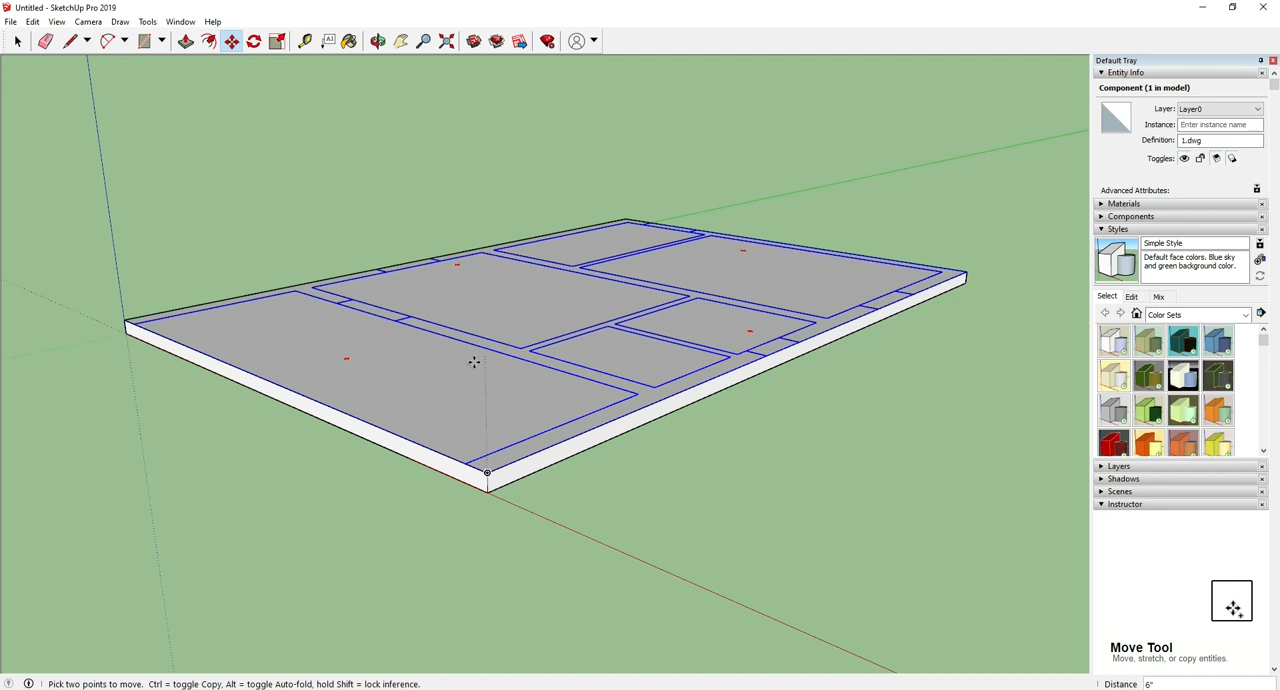 Untitled - SketchUp Pro 2019
File Edit View Camera Draw Tools Window Help
A1
Default Tray
Entity Info
Component (1 in model)
Layer: Layer0
Instance: Enter instance name
Definition: 1.dwg
Toggles:
Advanced Attributes:
Materials
Components
Styles
Simple Style
Default face colors. Blue sky
and green background color.
Select Edit Mix
Color Sets
Layers
Shadows
Scenes
Instructor
Move Tool
Move, stretch, or copy entities.
Pick two points to move. Ctrl = toggle Copy, Alt = toggle Auto-fold, hold Shift = lock inference.
Distance 6"